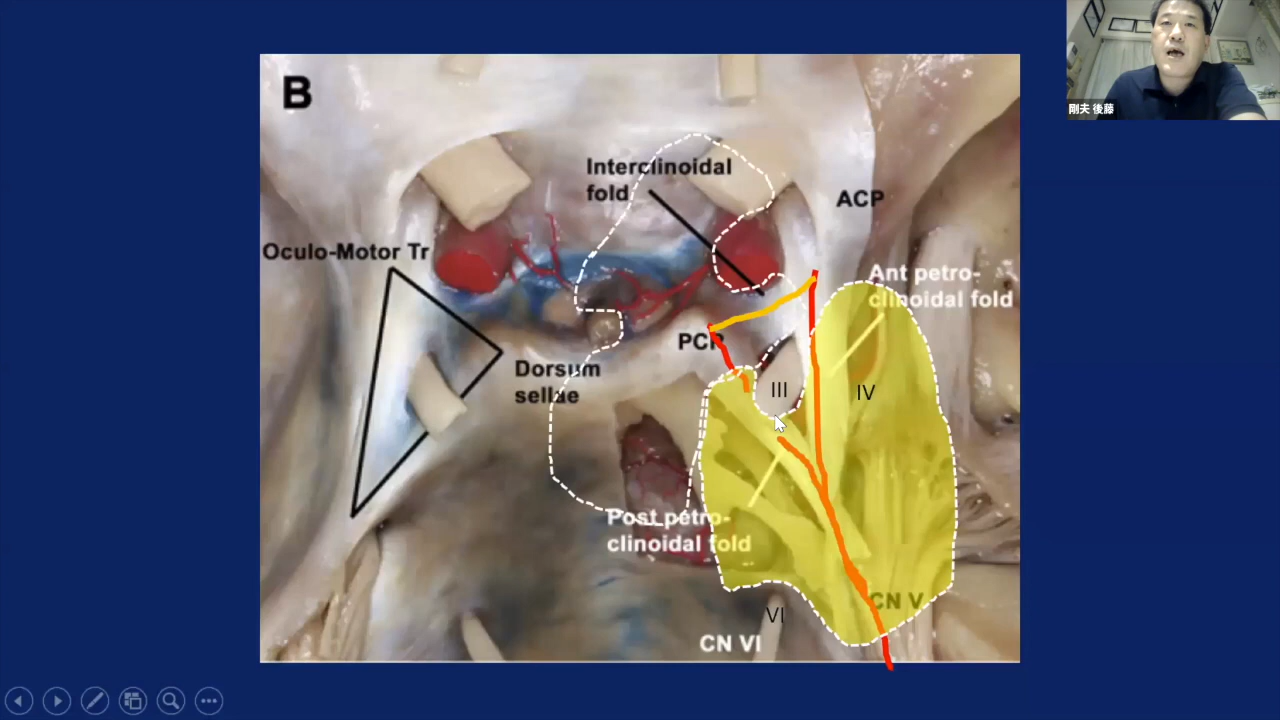 B
剛夫 後藤
Interclinoidal
fold
ACP
Oculo-Motor Tr
Ant petro-
clinoidal fold
PCP
Dorsum
sellae
III
IV
Post petro-
clinoidal fold
CN V
VI
CN VI